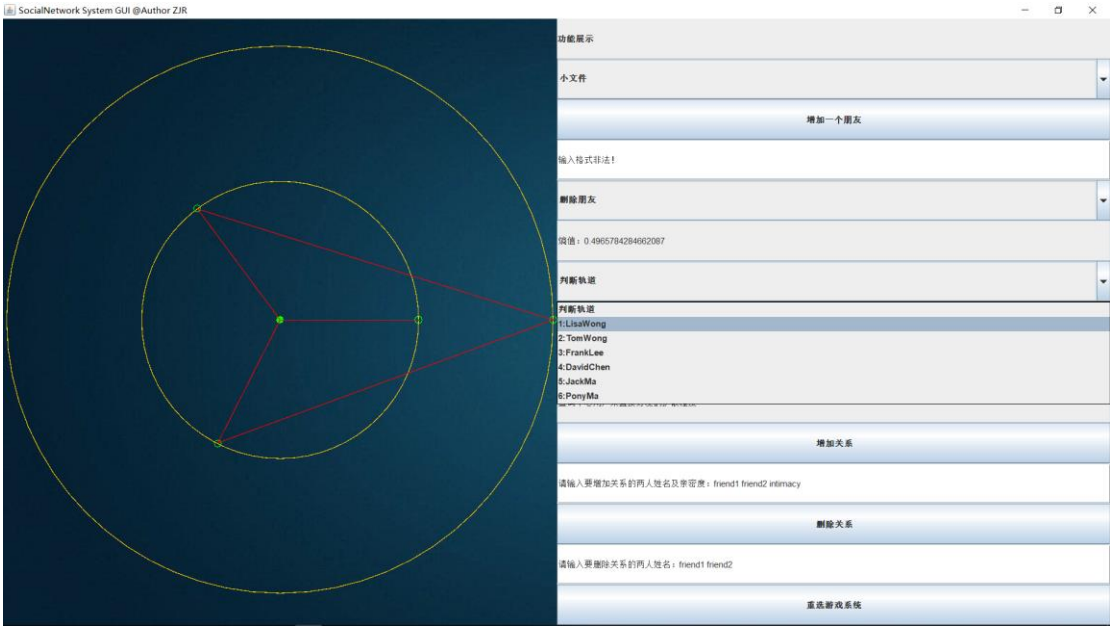 SocialNetwork System GUI @Author ZJR
功能展示
小文件
增加一个朋友
输入格式非法!
删除朋友
熵值：0.4965784284662087
判断轨道
判断轨道
1:LisaWong
2:TomWong
3:FrankLee
4:DavidChen
5:JackMa
6:PonyMa
增加关系
请输入要增加关系的两人姓名及亲密度：friend1 friend2 intimacy
删除关系
请输入要删除关系的两人姓名：friend1 friend2
重选游戏系统